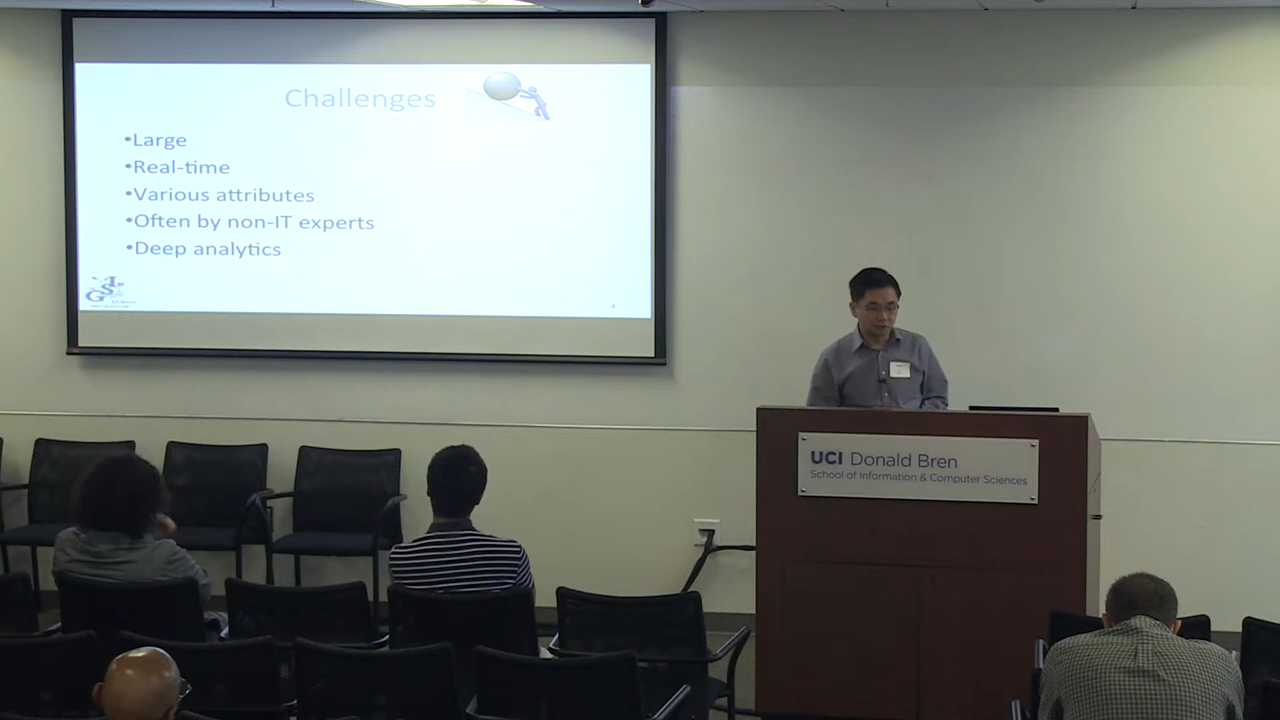 Challenges
•Large
•Real-time
•Various attributes
•Often by non-IT experts
•Deep analytics
4
UCI Donald Bren
School of Information & Computer Sciences